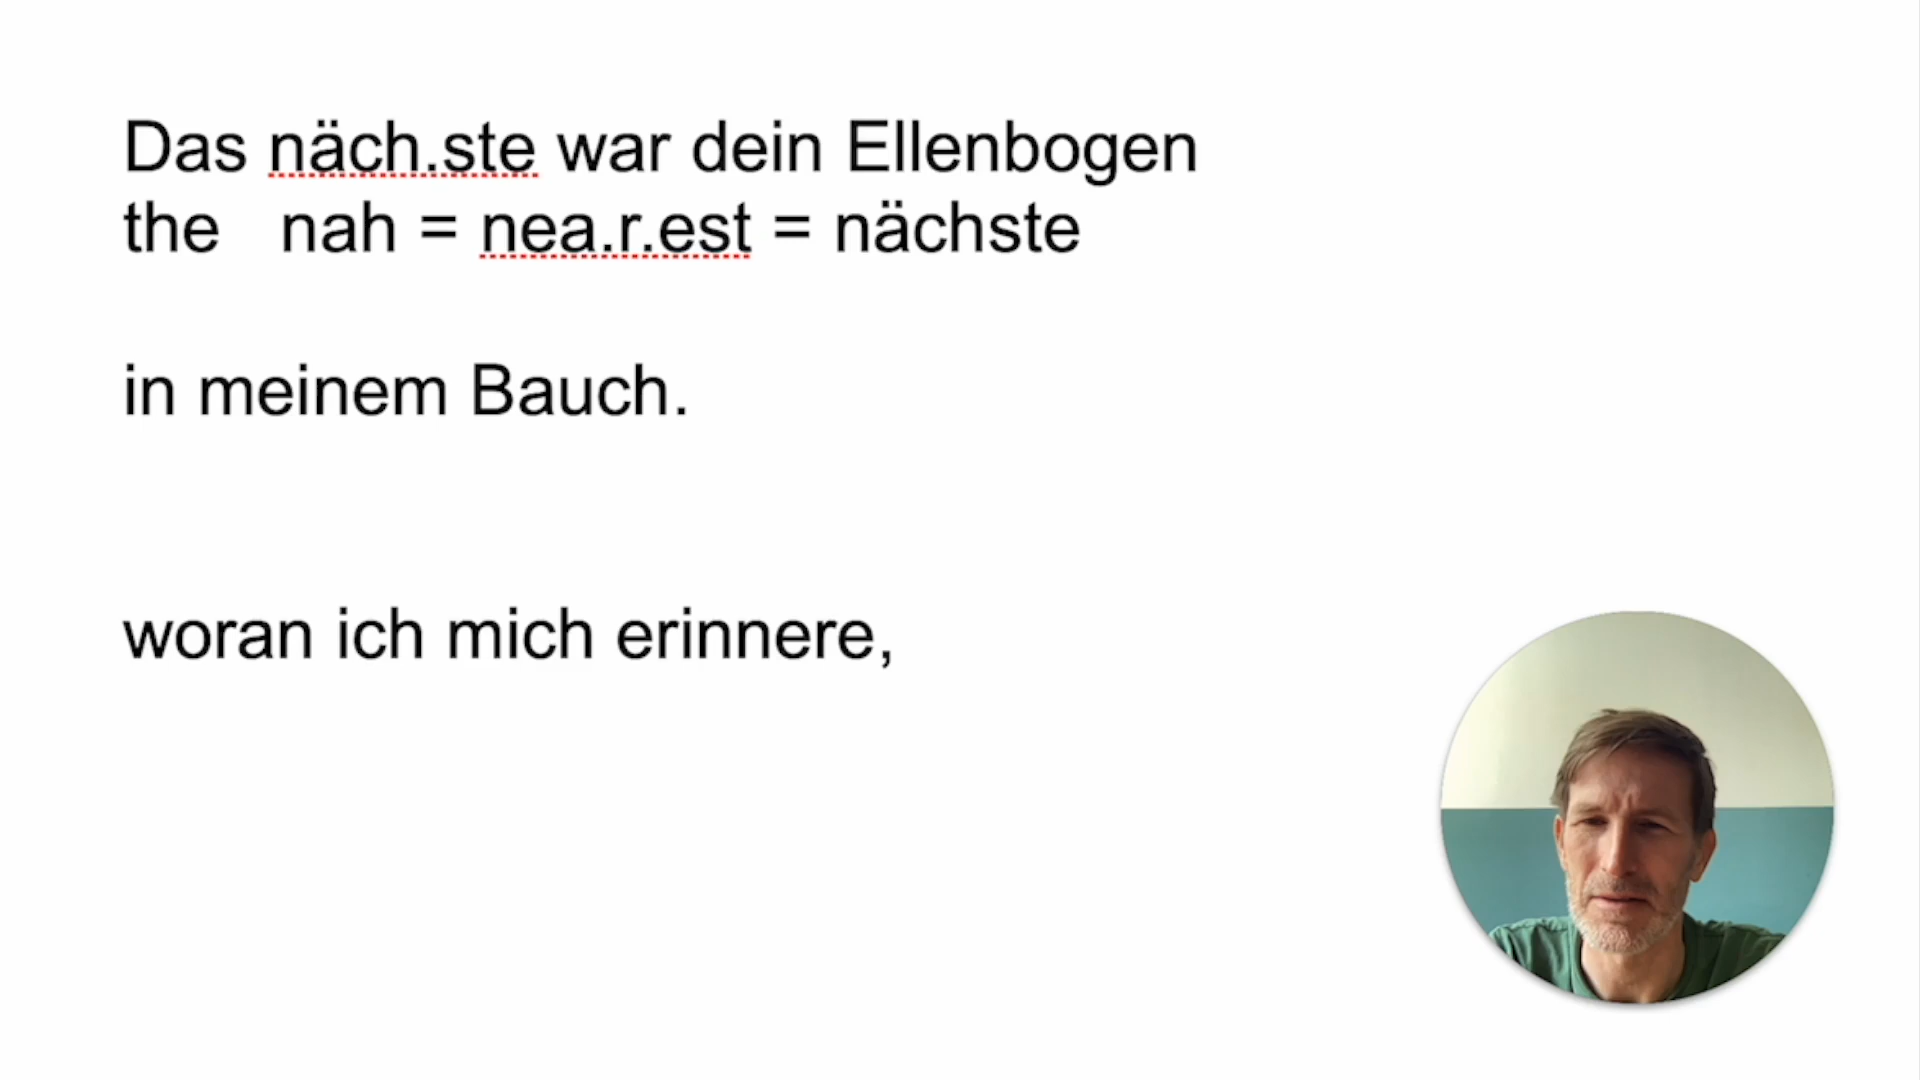 Das näch.ste war dein Ellenbogen
the nah = nea.r.est = nächste
in meinem Bauch.
woran ich mich erinnere,